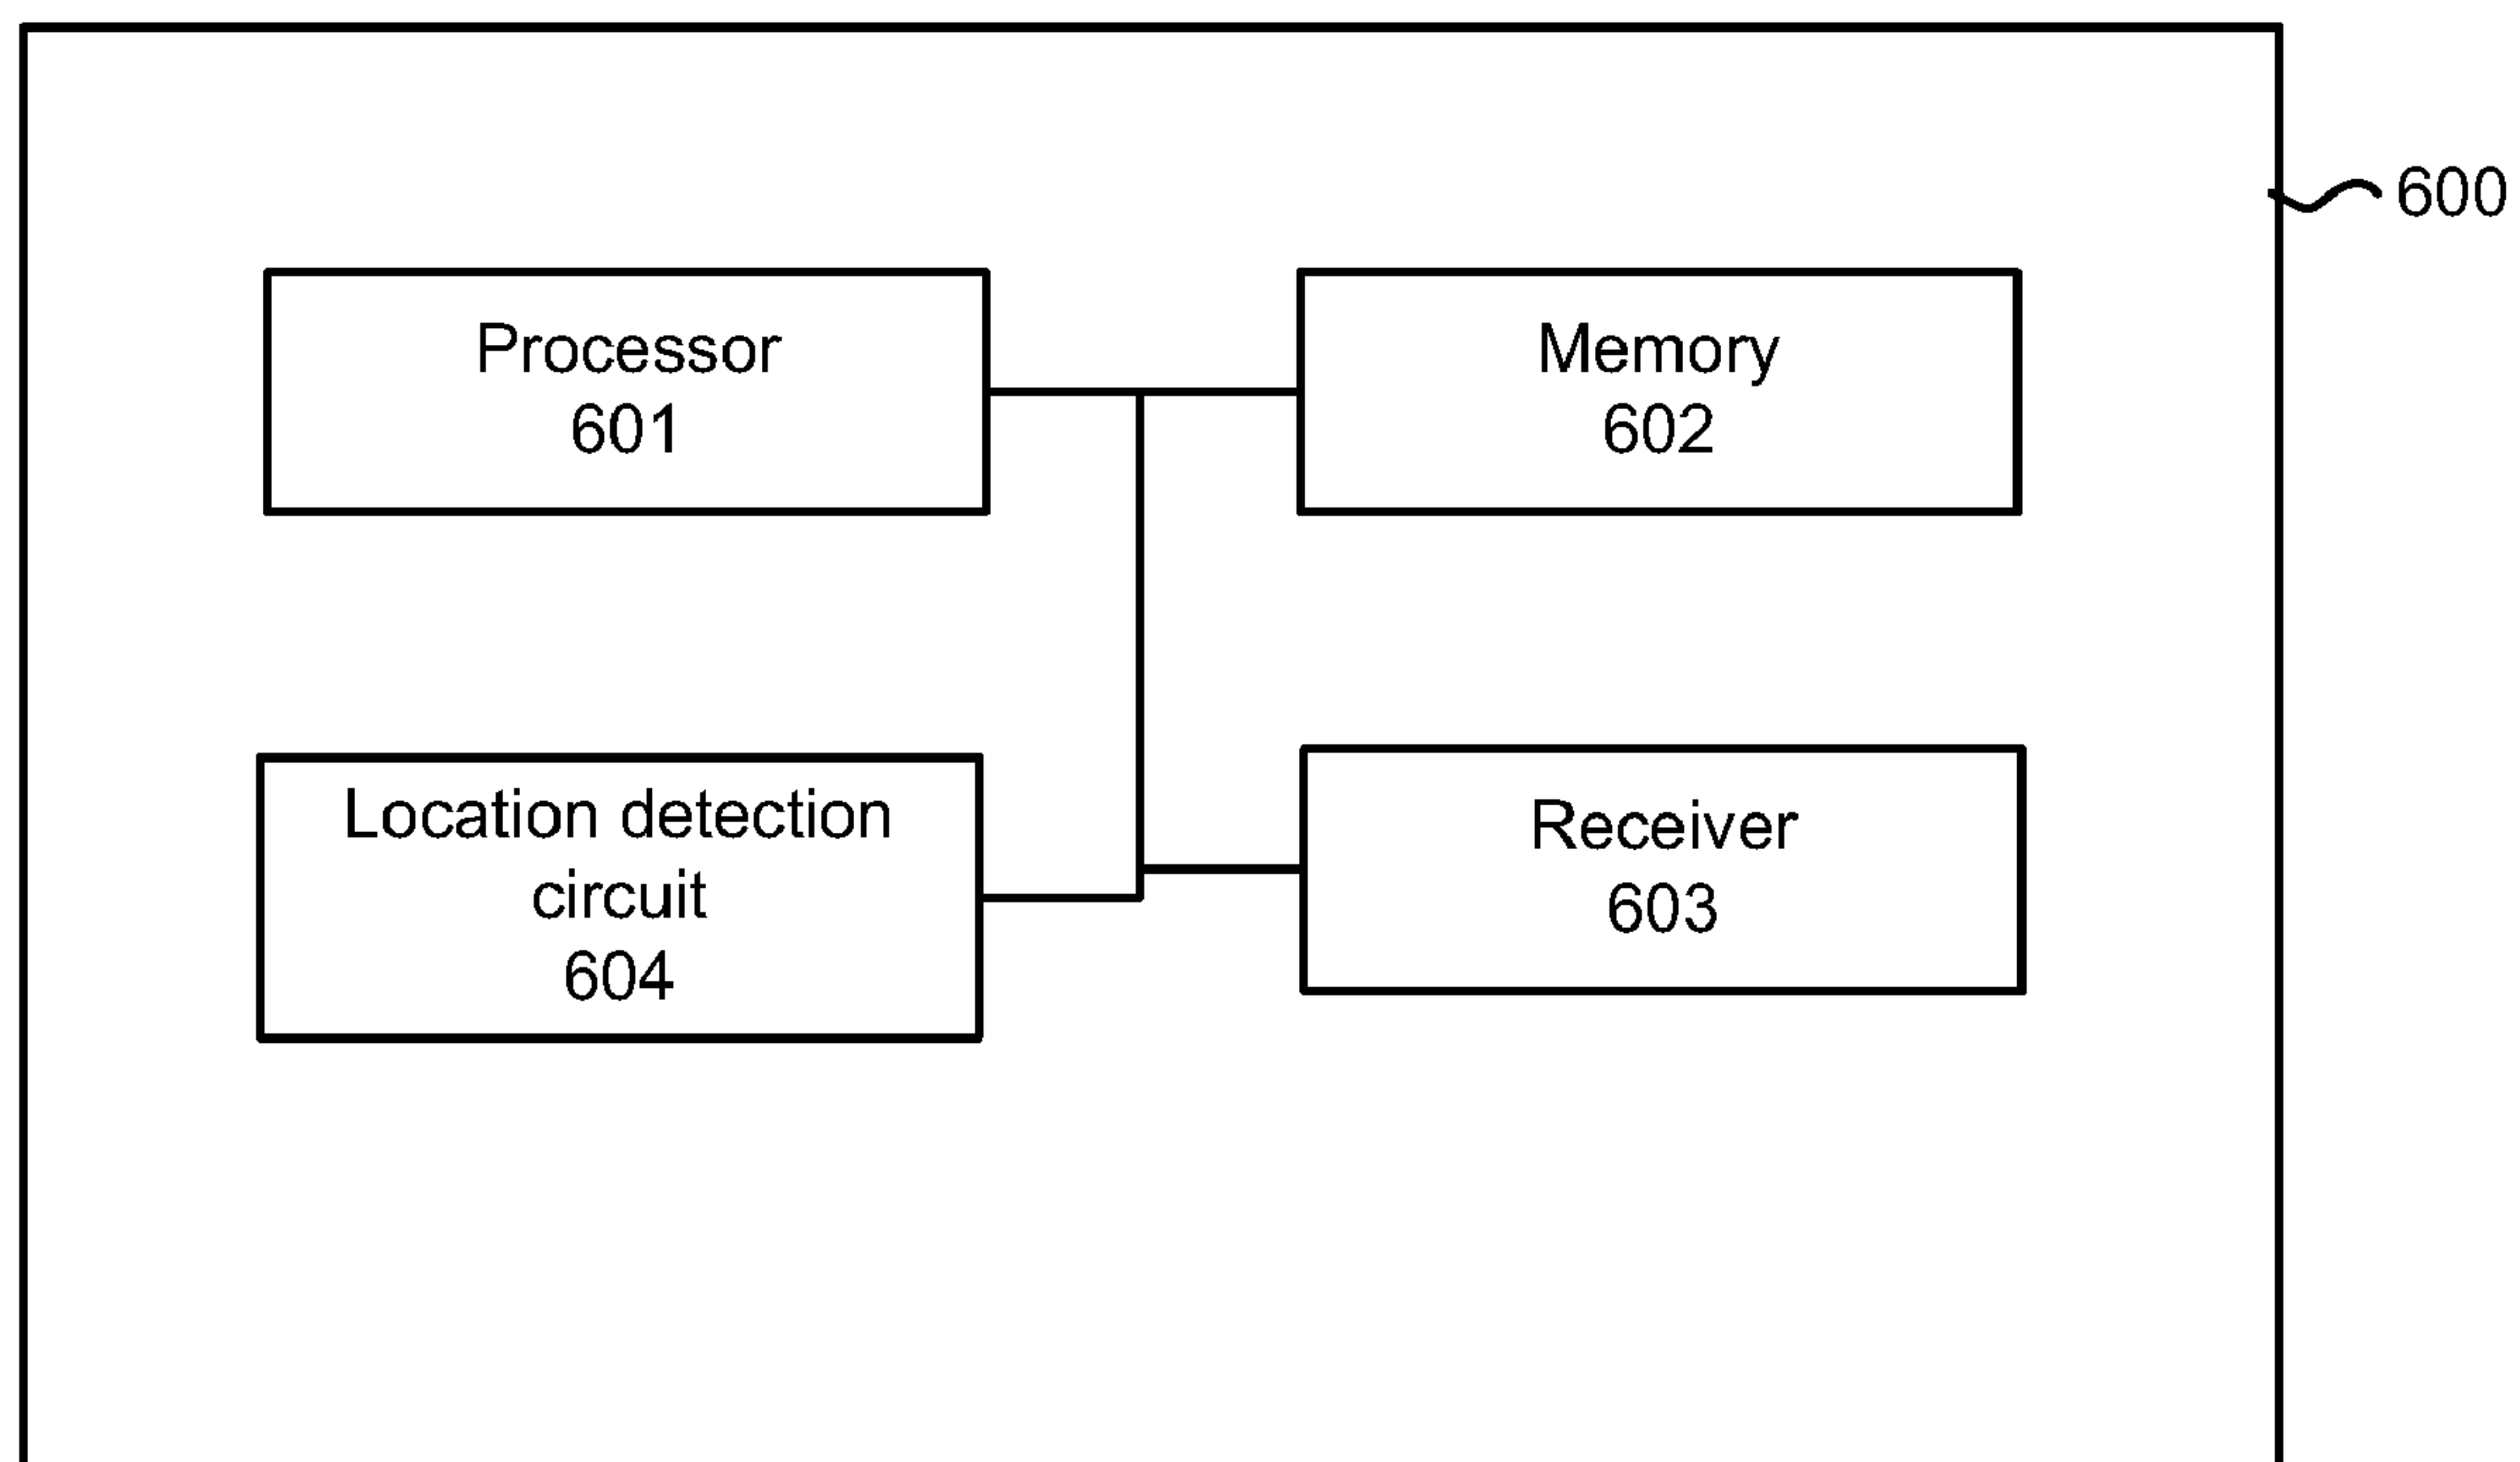 600
Processor
601
Memory
602
Location detection
circuit
604
Receiver
603